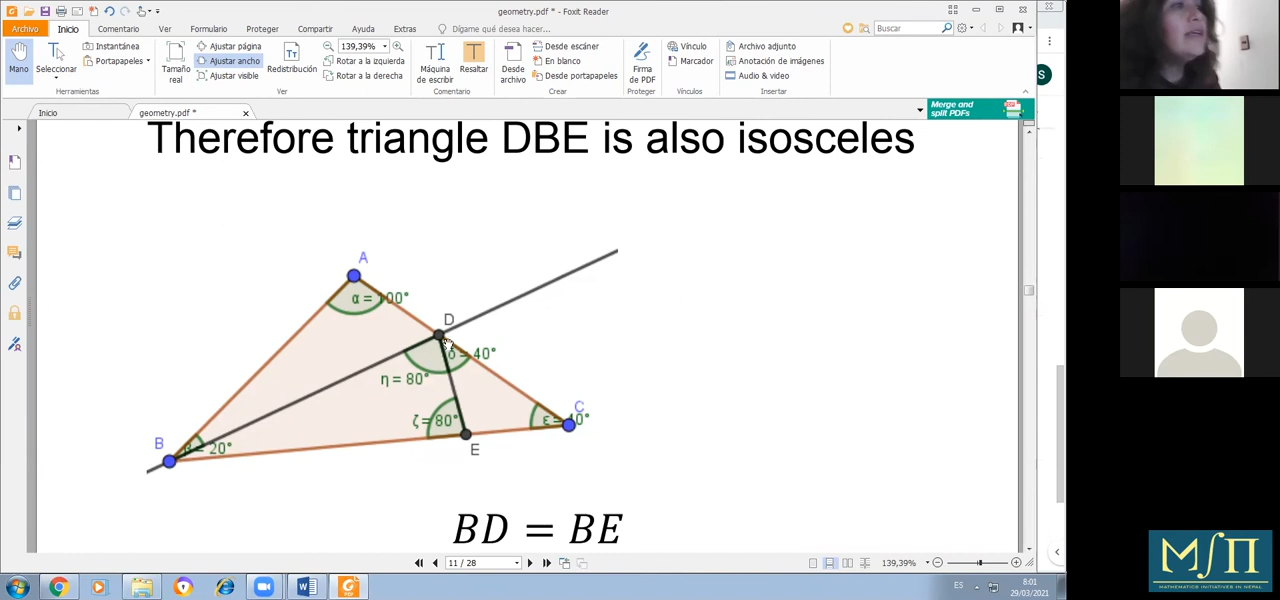 geometry.pdf * - Foxit Reader
Archivo Inicio Comentario Ver Formulario Proteger Compartir Extras Ayuda Dígame qué desea hacer... Buscar
Mano
Seleccionar
Instantánea
Portapapeles
Tamaño real
Ajustar página
Ajustar ancho
Ajustar visible
Redistribución
139,39%
Rotar a la izquierda
Rotar a la derecha
Máquina de escribir
Resaltar
Desde archivo
Desde escáner
En blanco
Desde portapapeles
Firma de PDF
Vínculo
Marcador
Archivo adjunto
Anotación de imágenes
Audio & video
Herramientas Ver Comentario Crear Proteger Vínculos Insertar
Inicio geometry.pdf *
Merge and split PDFs
S
Therefore triangle DBE is also isosceles
A
α = 100°
D
δ = 40°
η = 80°
C
ζ = 80°
ε = 40°
B
= 20°
E
BD = BE
11 / 28
139,39%
ES
8:01
29/03/2021
MATHEMATICS INITIATIVES IN NEPAL